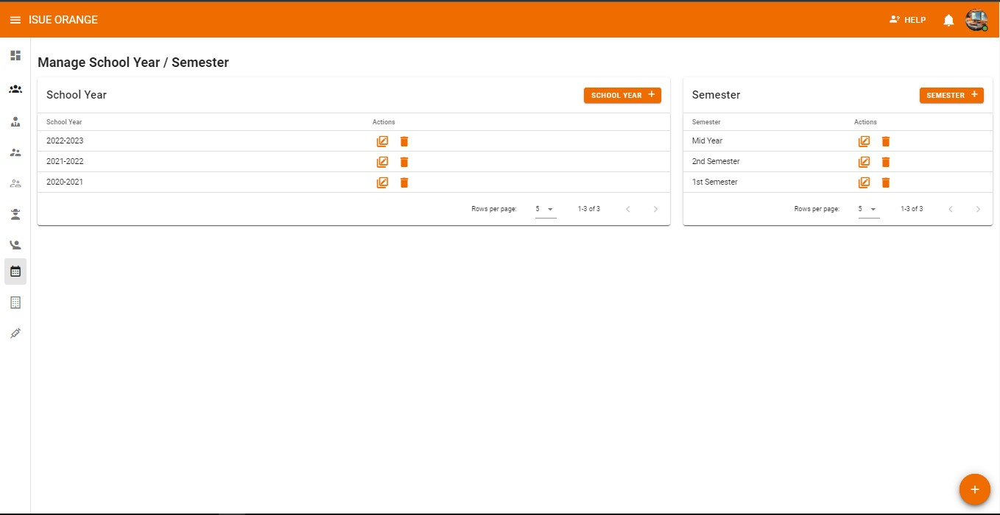 ISUE ORANGE
HELP
Manage School Year / Semester
School Year
SCHOOL YEAR +
School Year Actions
2022-2023
2021-2022
2020-2021
Rows per page: 5 1-3 of 3
Semester
SEMESTER +
Semester Actions
Mid Year
2nd Semester
1st Semester
Rows per page: 5 1-3 of 3